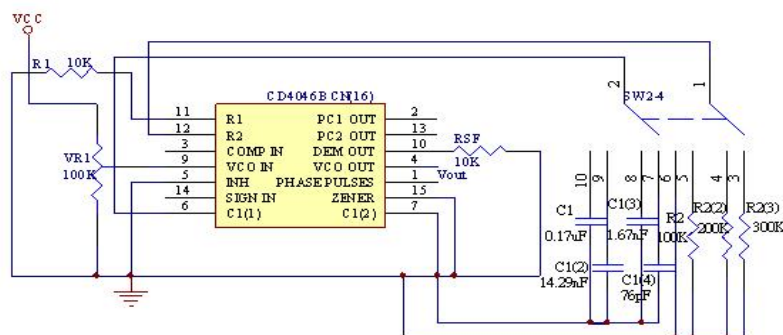 VCC
R1 10K
CD4046BCN(16)
11 R1 PC1 OUT 2
12 R2 PC2 OUT 13
3 COMP IN DEM OUT 10
9 VCO IN VCO OUT 4
5 INH PHASE PULSES 1
14 SIGN IN ZENER 15
6 C1(1) C1(2) 7
VR1
100K
RSF
10K
Vout
2 1
SW2-4
10 9 8 7 6 5 4 3
C1
0.17uF
C1(2)
14.29nF
C1(3)
1.67nF
C1(4)
76pF
R2
100K
R2(2)
200K
R2(3)
300K